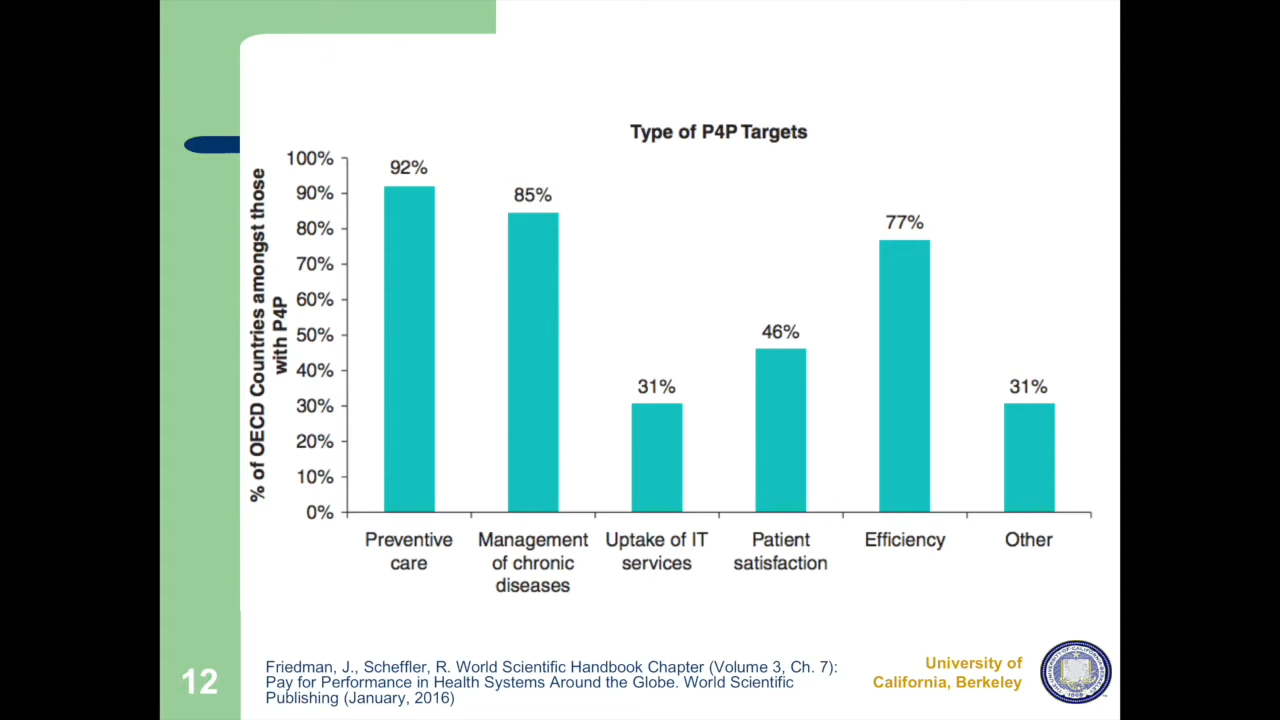 Type of P4P Targets
% of OECD Countries amongst those
with P4P
100%
90%
80%
70%
60%
50%
40%
30%
20%
10%
0%
92%
85%
31%
46%
77%
31%
Preventive
care
Management
of chronic
diseases
Uptake of IT
services
Patient
satisfaction
Efficiency
Other
12
Friedman, J., Scheffler, R. World Scientific Handbook Chapter (Volume 3, Ch. 7):
Pay for Performance in Health Systems Around the Globe. World Scientific
Publishing (January, 2016)
University of
California, Berkeley